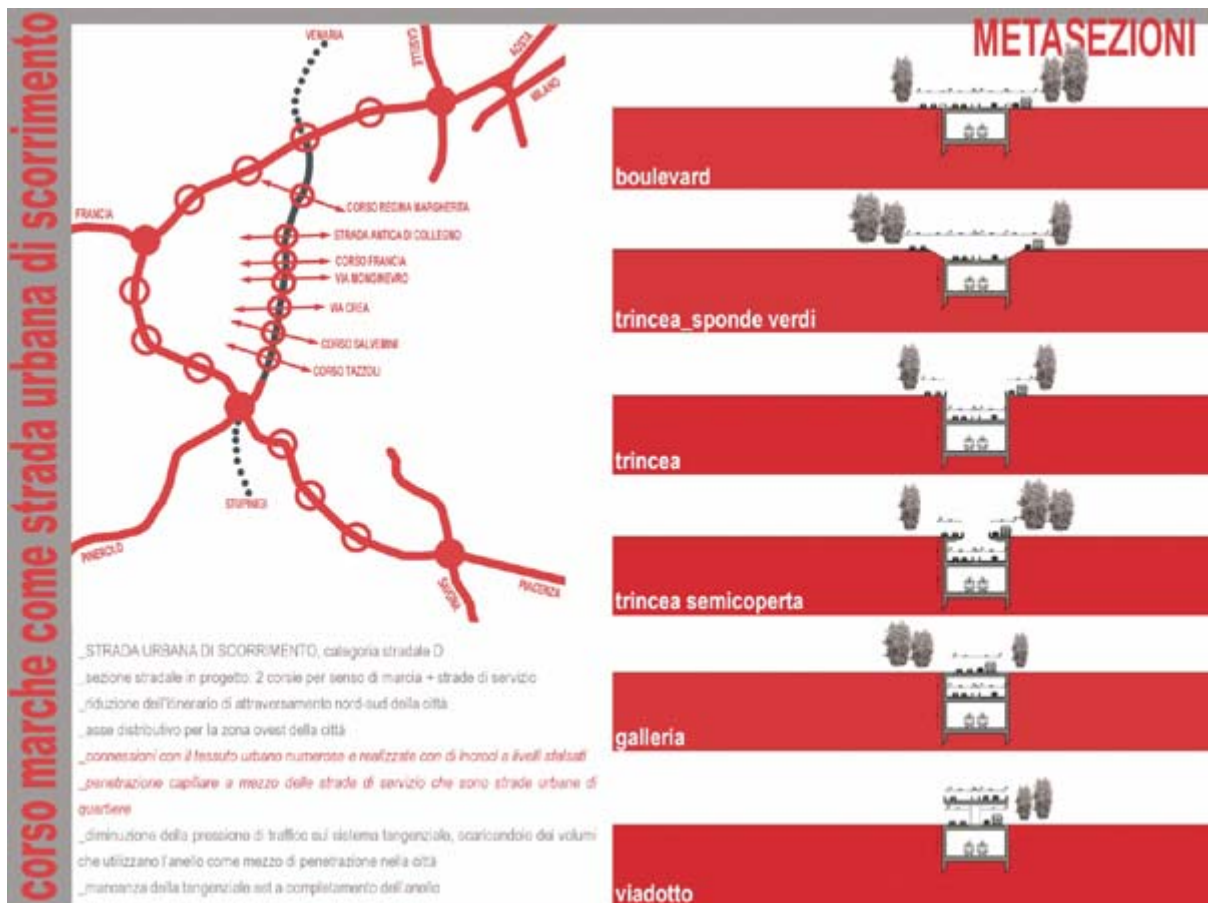 corso marche come strada urbana di scorrimento
METASEZIONI
VENARIA
CASELLE
AOSTA
MILANO
FRANCIA
CORSO REGINA MARGHERITA
STRADA ANTICA DI COLLEGNO
CORSO FRANCIA
VIA MONGINEVRO
VIA CREA
CORSO SALVEMINI
CORSO TAZZOLI
STUPINIGI
PINEROLO
SAVONA
PIACENZA
_STRADA URBANA DI SCORRIMENTO, categoria stradale D
_sezione stradale in progetto: 2 corsie per senso di marcia + strade di servizio
_riduzione dell'itinerario di attraversamento nord-sud della città
_asse distributivo per la zona ovest della città
_connessioni con il tessuto urbano numerose e realizzate con di incroci a livelli sfalsati
_penetrazione capillare a mezzo delle strade di servizio che sono strade urbane di
quartiere
_diminuzione della pressione di traffico sul sistema tangenziale, scaricandolo dei volumi
che utilizzano l'anello come mezzo di penetrazione nella città
_mancanza della tangenziale est a completamento dell'anello
boulevard
trincea_sponde verdi
trincea
trincea semicoperta
galleria
viadotto